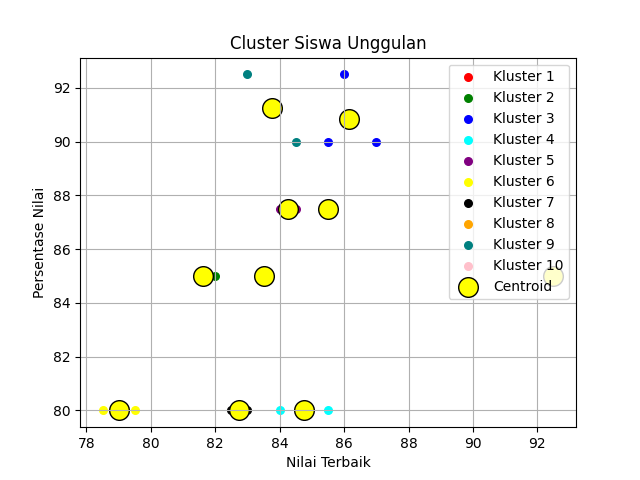 Cluster Siswa Unggulan
Persentase Nilai
92
90
88
86
84
82
80
78
80
82
84
86
88
90
92
Nilai Terbaik
Kluster 1
Kluster 2
Kluster 3
Kluster 4
Kluster 5
Kluster 6
Kluster 7
Kluster 8
Kluster 9
Kluster 10
Centroid